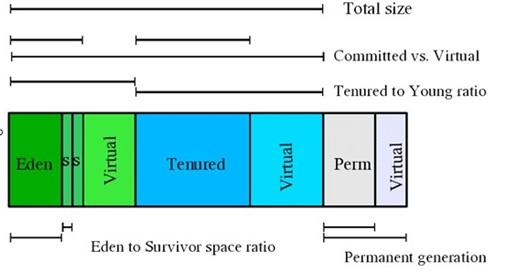 Total size
Committed vs. Virtual
Tenured to Young ratio
Eden
S
S
Virtual
Tenured
Virtual
Perm
Virtual
Eden to Survivor space ratio
Permanent generation